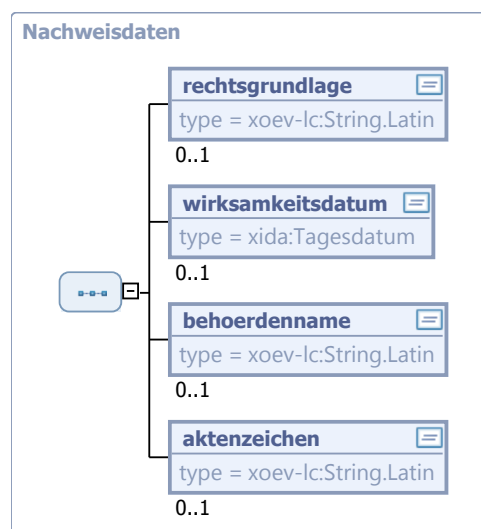 Nachweisdaten
rechtsgrundlage
type = xoev-lc:String.Latin
0..1
wirksamkeitsdatum
type = xida:Tagesdatum
0..1
behoerdenname
type = xoev-lc:String.Latin
0..1
aktenzeichen
type = xoev-lc:String.Latin
0..1